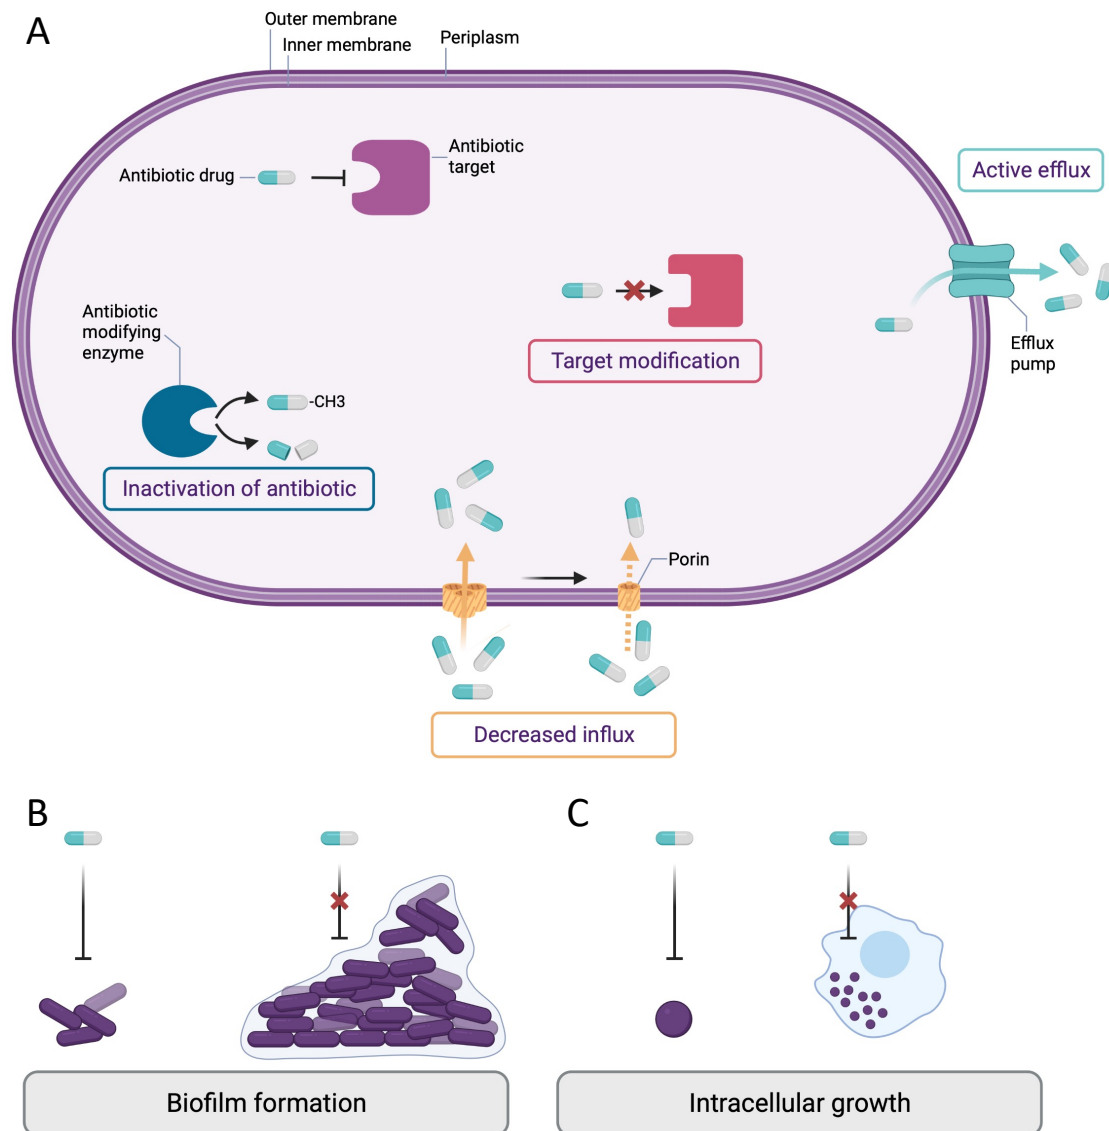 A
Outer membrane
Inner membrane
Periplasm
Antibiotic drug
Antibiotic
target
Active efflux
Efflux
pump
Target modification
Antibiotic
modifying
enzyme
-CH3
Inactivation of antibiotic
Porin
Decreased influx
B
C
Biofilm formation
Intracellular growth